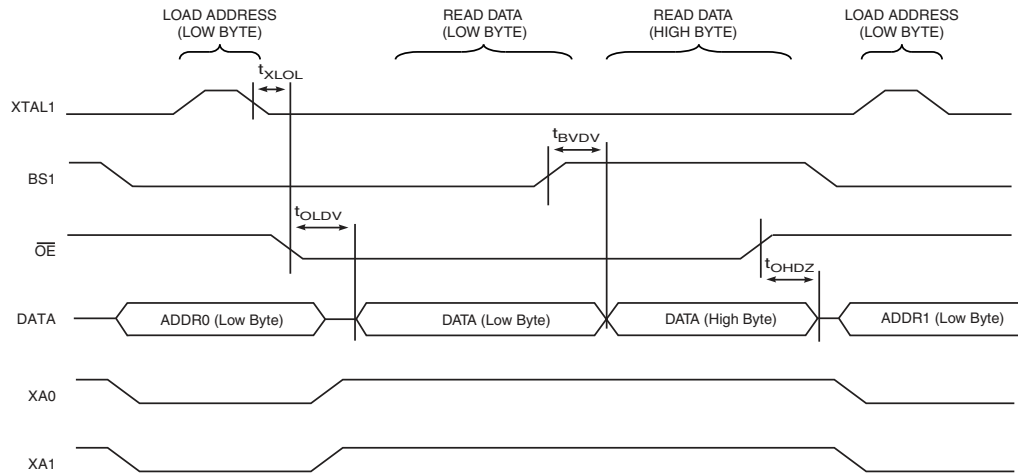 LOAD ADDRESS
(LOW BYTE)
READ DATA
(LOW BYTE)
READ DATA
(HIGH BYTE)
LOAD ADDRESS
(LOW BYTE)
tXLOL
XTAL1
tBVDV
BS1
tOLDV
OE
tOHDZ
DATA
ADDR0 (Low Byte)
DATA (Low Byte)
DATA (High Byte)
ADDR1 (Low Byte)
XA0
XA1